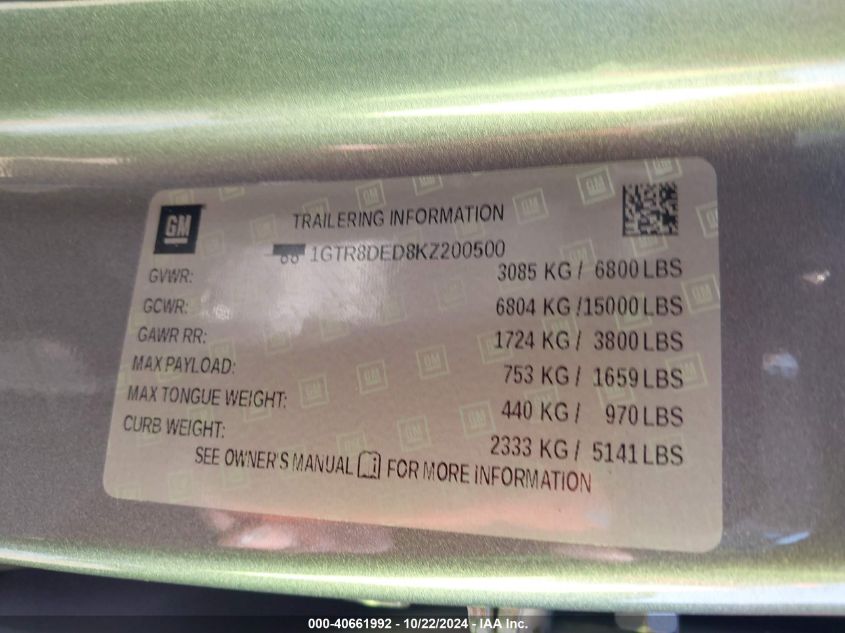 GM
TRAILERING INFORMATION
1GTR8DED8KZ200500
GVWR: 3085 KG / 6800 LBS
GCWR: 6804 KG / 15000 LBS
GAWR RR: 1724 KG / 3800 LBS
MAX PAYLOAD: 753 KG / 1659 LBS
MAX TONGUE WEIGHT: 440 KG / 970 LBS
CURB WEIGHT: 2333 KG / 5141 LBS
SEE OWNER'S MANUAL FOR MORE INFORMATION
000-40661992 - 10/22/2024 - IAA Inc.